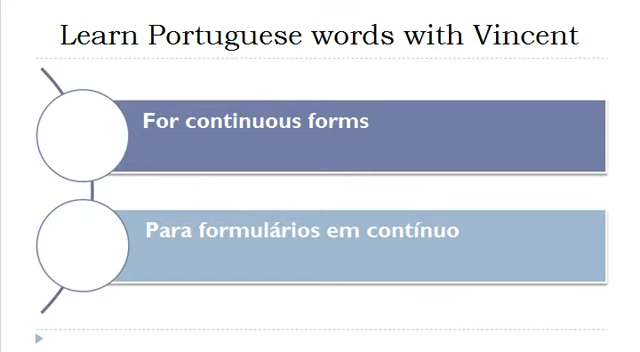 Learn Portuguese words with Vincent
For continuous forms
Para formulários em contínuo